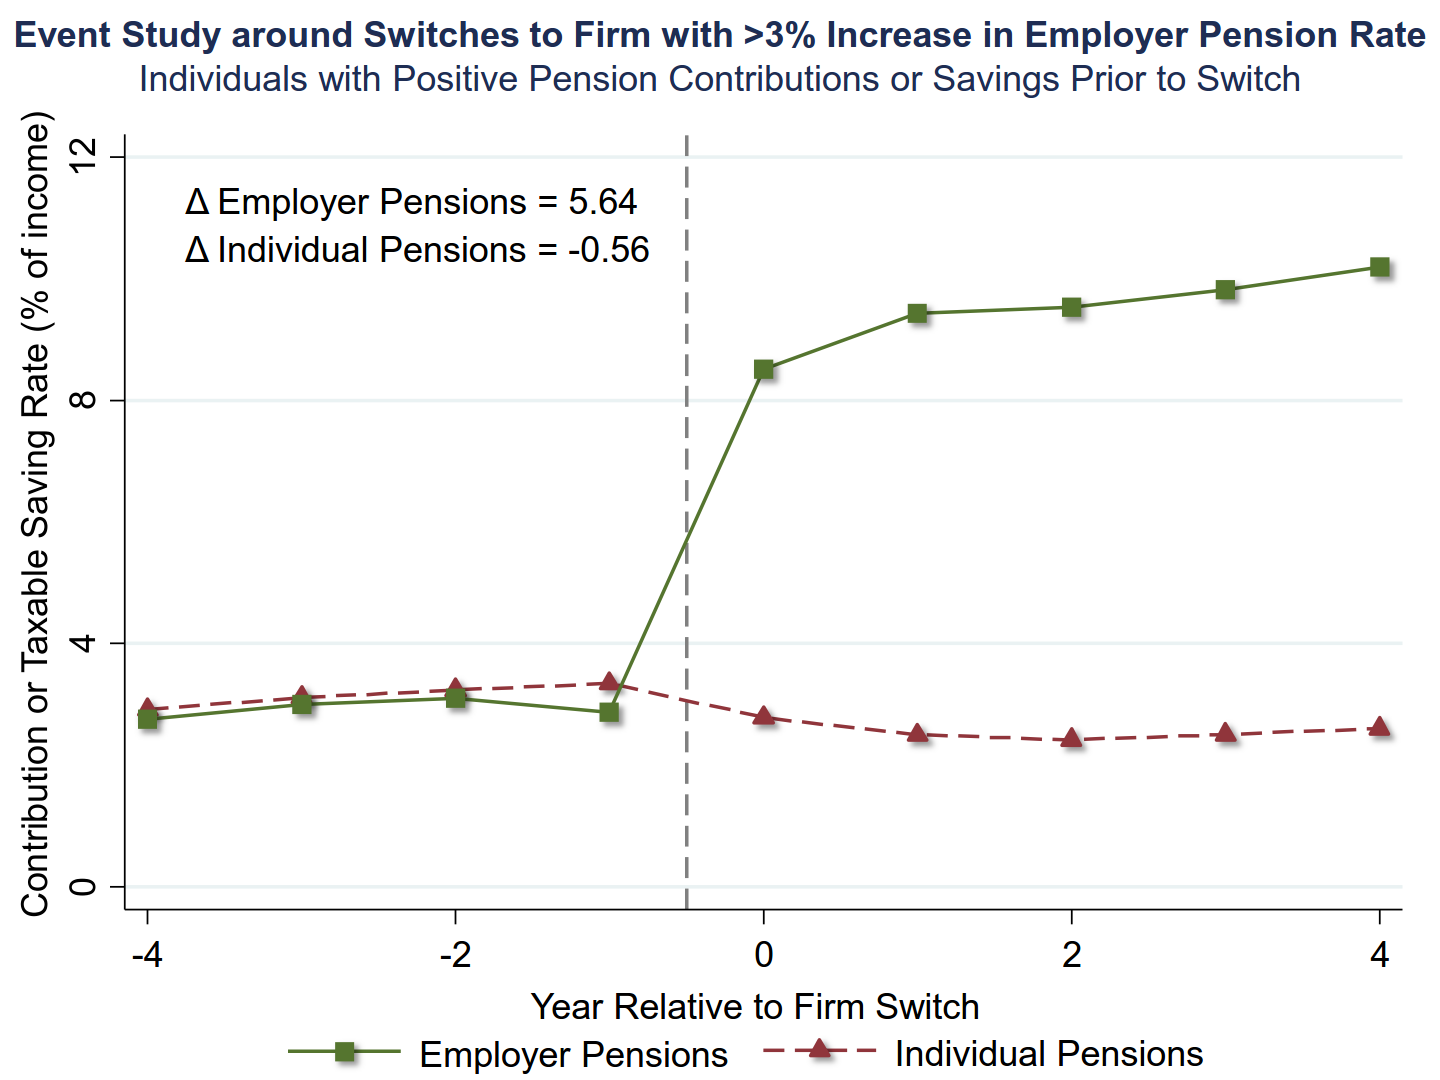 Event Study around Switches to Firm with >3% Increase in Employer Pension Rate
Individuals with Positive Pension Contributions or Savings Prior to Switch
Contribution or Taxable Saving Rate (% of income)
12
8
4
0
Δ Employer Pensions = 5.64
Δ Individual Pensions = -0.56
-4 -2 0 2 4
Year Relative to Firm Switch
Employer Pensions Individual Pensions